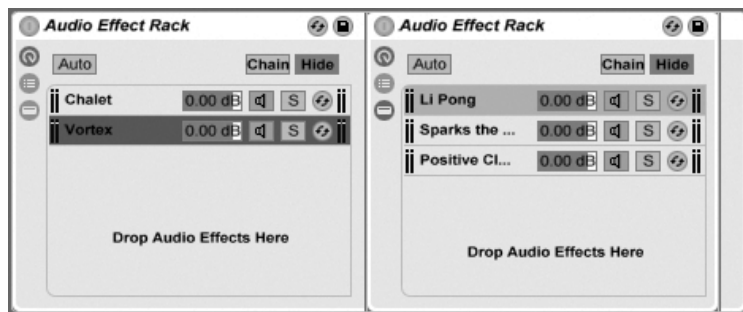 Audio Effect Rack
Auto Chain Hide
Chalet 0.00 dB S
Vortex 0.00 dB S
Drop Audio Effects Here
Audio Effect Rack
Auto Chain Hide
Li Pong 0.00 dB S
Sparks the ... 0.00 dB S
Positive Cl... 0.00 dB S
Drop Audio Effects Here